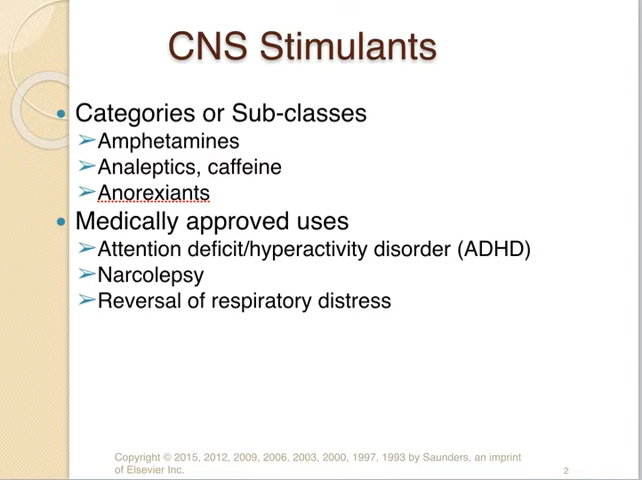 CNS Stimulants
• Categories or Sub-classes
➢Amphetamines
➢Analeptics, caffeine
➢Anorexiants
• Medically approved uses
➢Attention deficit/hyperactivity disorder (ADHD)
➢Narcolepsy
➢Reversal of respiratory distress
Copyright © 2015, 2012, 2009, 2006, 2003, 2000, 1997, 1993 by Saunders, an imprint
of Elsevier Inc.
2